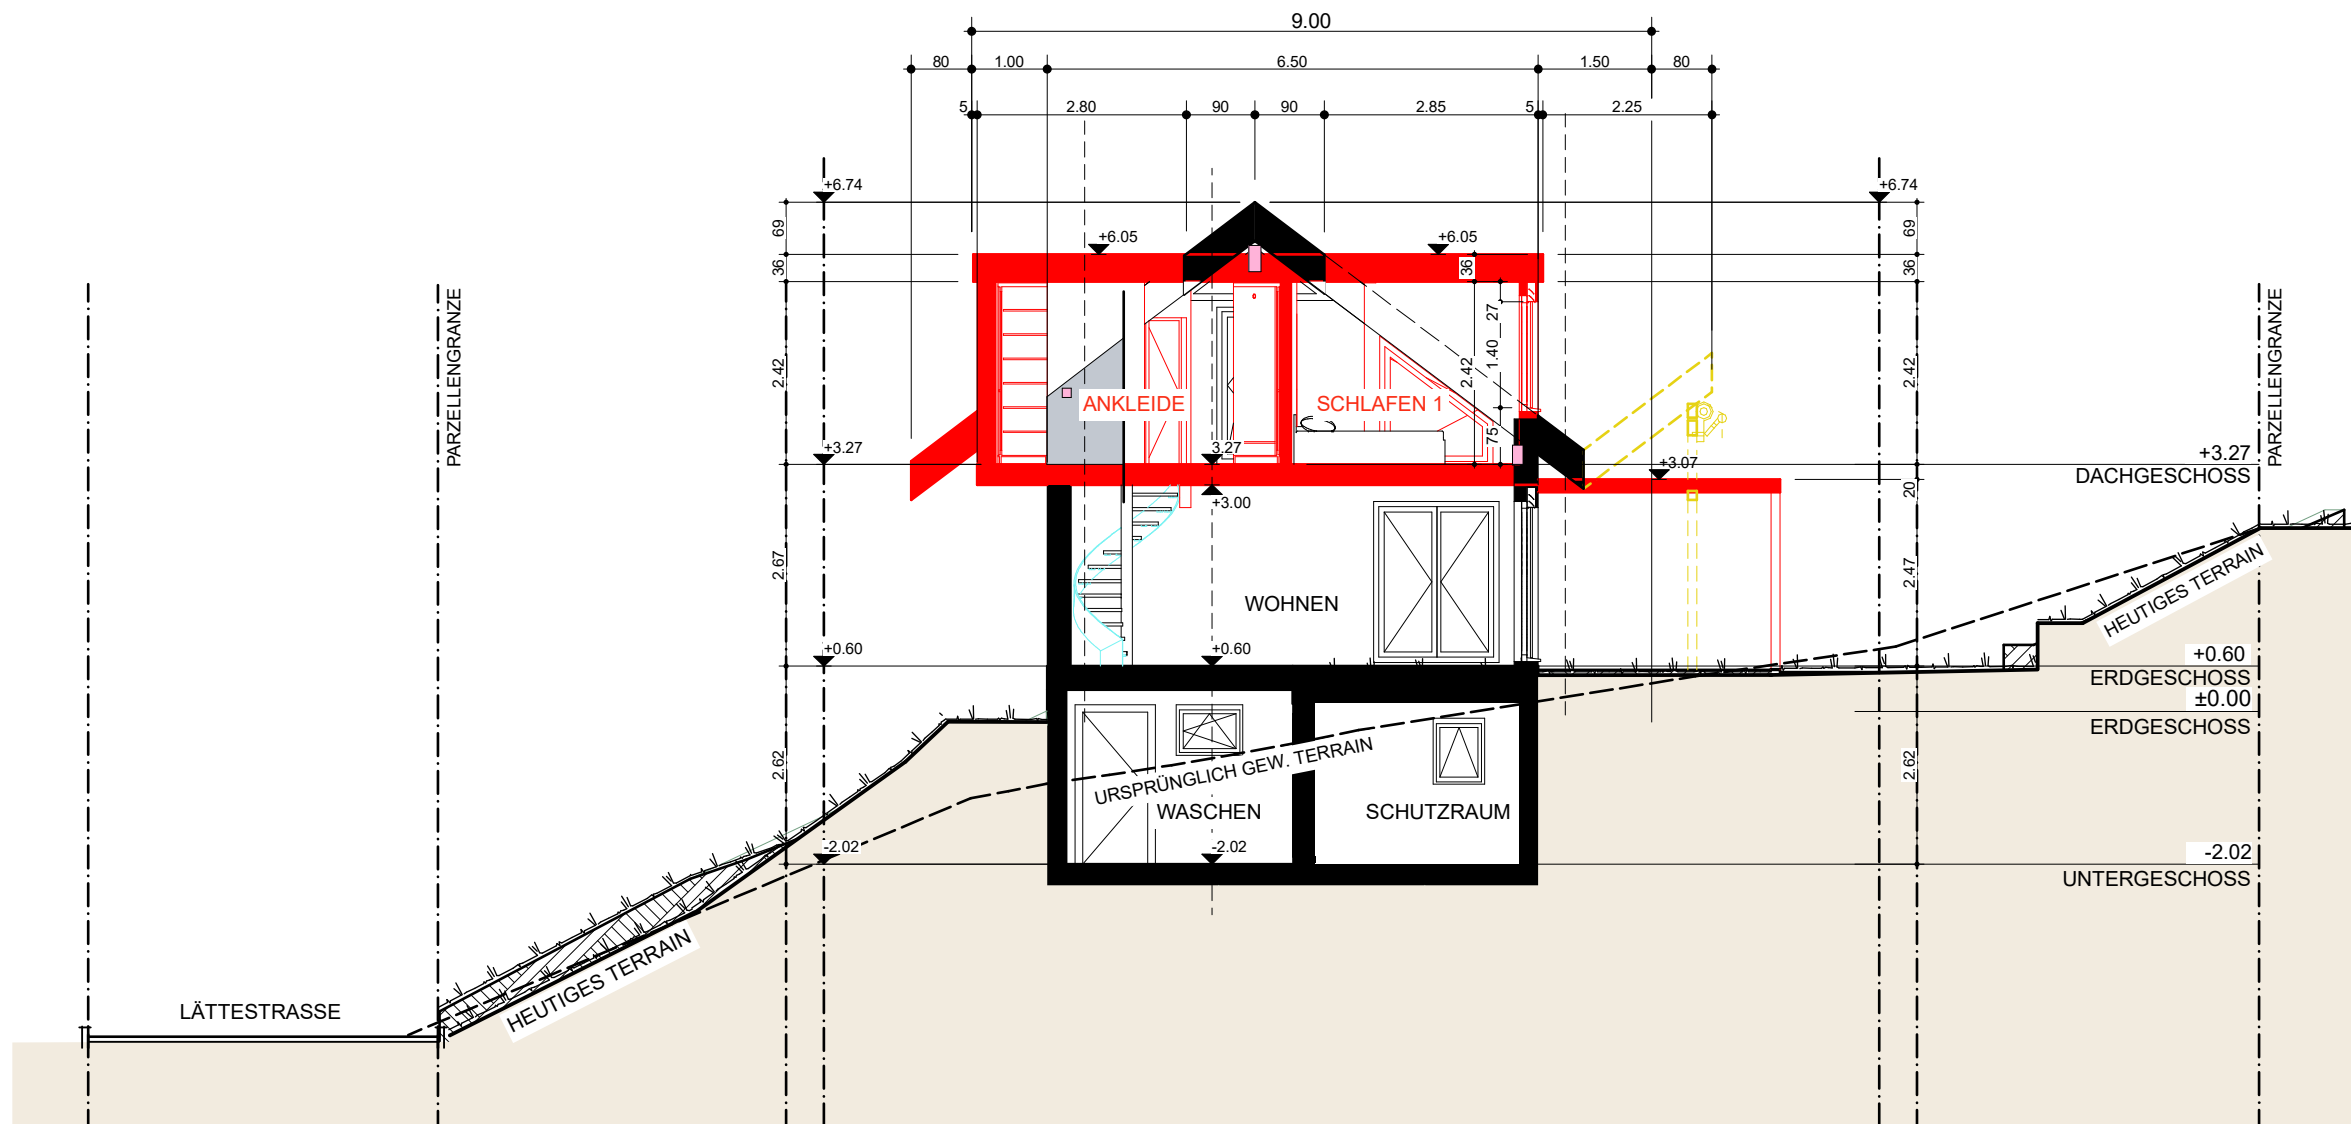 9.00
80 1.00 6.50 1.50 80
5 2.80 90 90 2.85 5 2.25
+6.74 +6.74
69 69
+6.05 +6.05
36 36 36
PARZELLENGRANZE PARZELLENGRANZE
27
2.42 2.42 1.40 2.42
ANKLEIDE SCHLAFEN 1
75
+3.27 3.27 +3.07 +3.27
DACHGESCHOSS
20
+3.00
2.67 2.47
HEUTIGES TERRAIN
WOHNEN
+0.60 +0.60 +0.60
ERDGESCHOSS
±0.00
ERDGESCHOSS
2.62 2.62
URSPRÜNGLICH GEW. TERRAIN
WASCHEN SCHUTZRAUM
-2.02 -2.02 -2.02
UNTERGESCHOSS
HEUTIGES TERRAIN
LÄTTESTRASSE